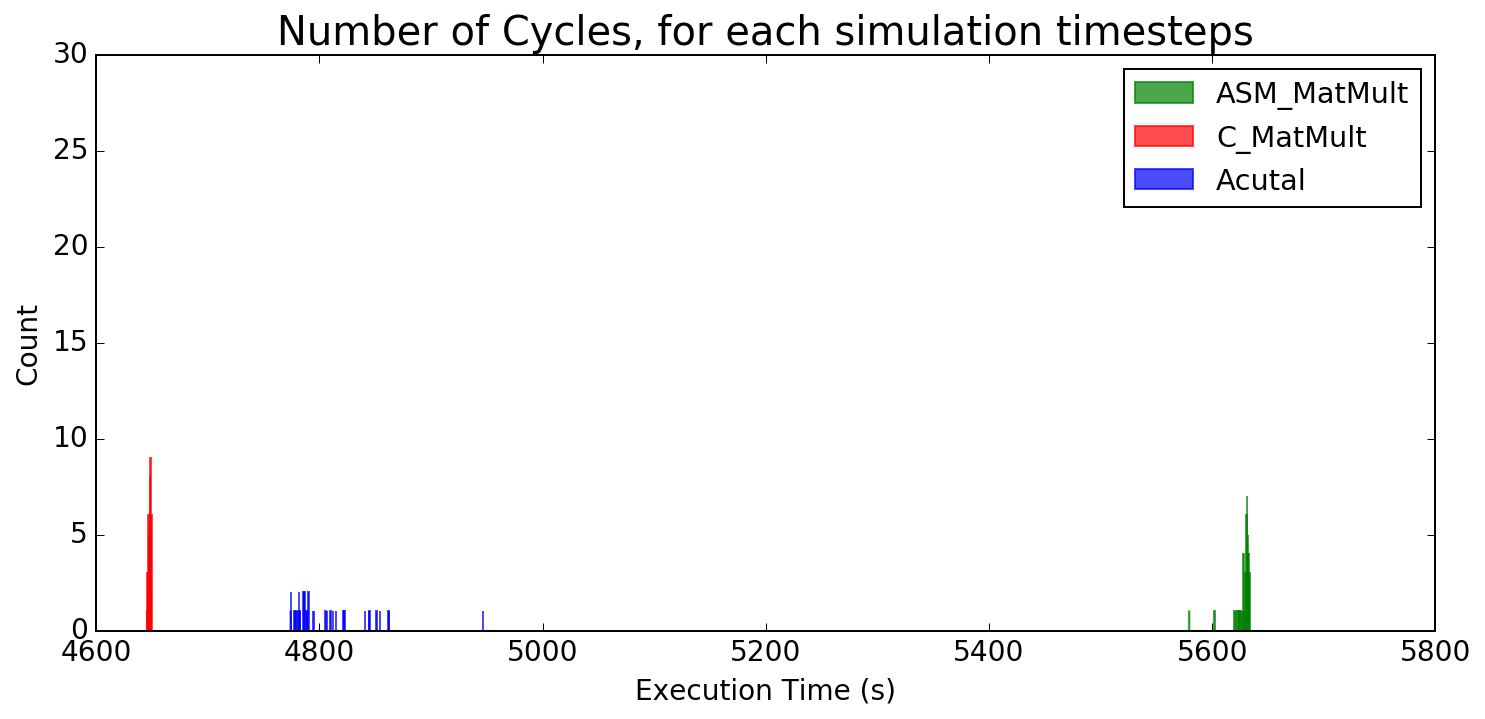 Number of Cycles, for each simulation timesteps
30
25
20
15
10
5
0
Count
ASM_MatMult
C_MatMult
Acutal
4600 4800 5000 5200 5400 5600 5800
Execution Time (s)